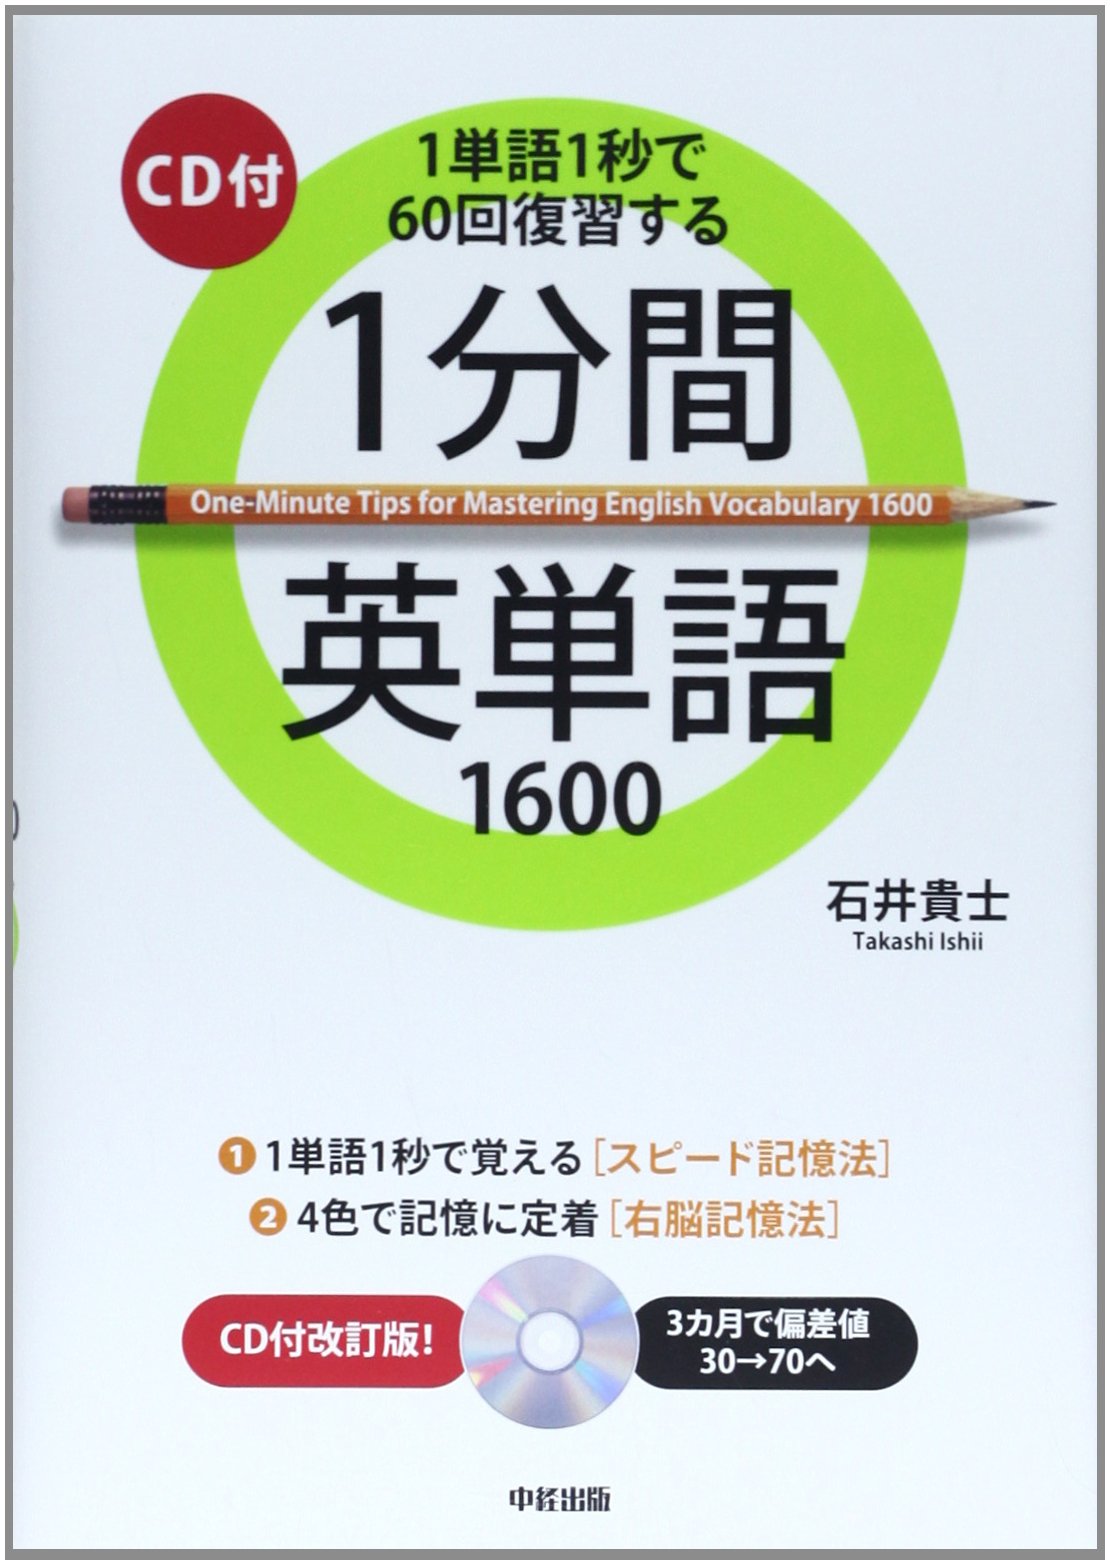 CD付
1単語1秒で
60回復習する
1分間
One-Minute Tips for Mastering English Vocabulary 1600
英単語
1600
石井貴士
Takashi Ishii
❶ 1単語1秒で覚える [スピード記憶法]
❷ 4色で記憶に定着 [右脳記憶法]
CD付改訂版!
3カ月で偏差値
30→70へ
中経出版